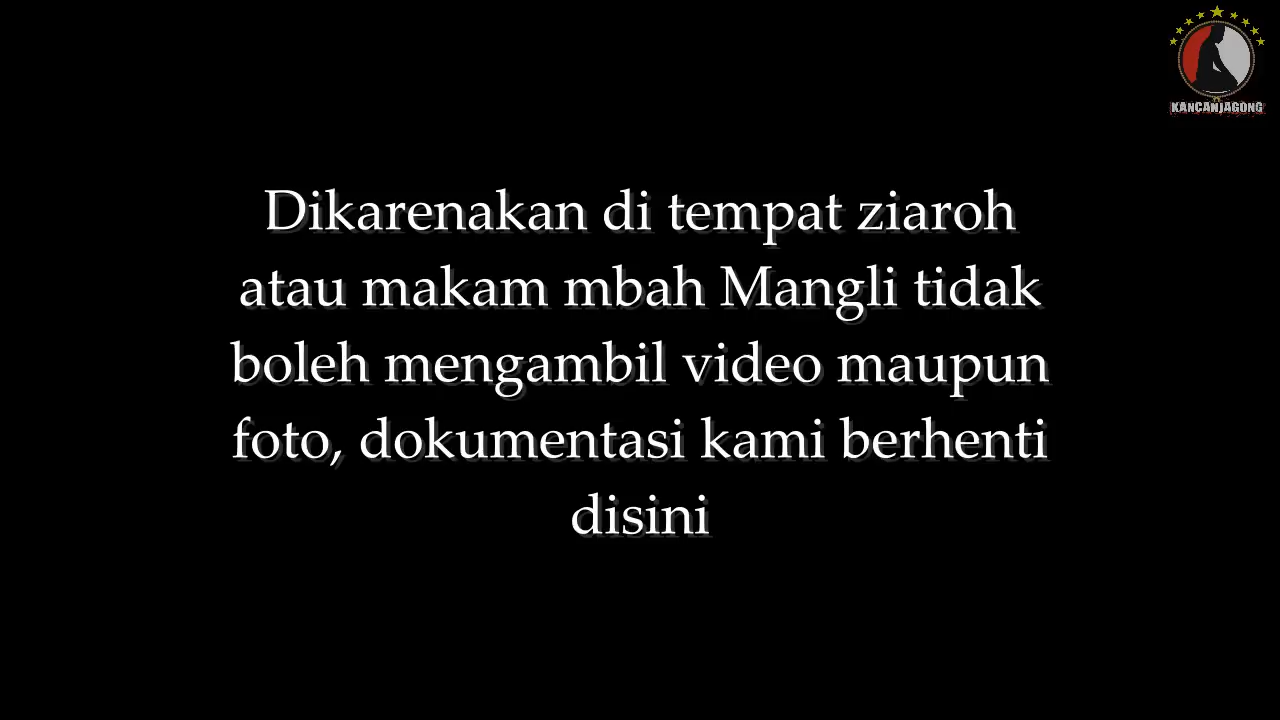 KANCANJAGONG
Dikarenakan di tempat ziaroh
atau makam mbah Mangli tidak
boleh mengambil video maupun
foto, dokumentasi kami berhenti
disini